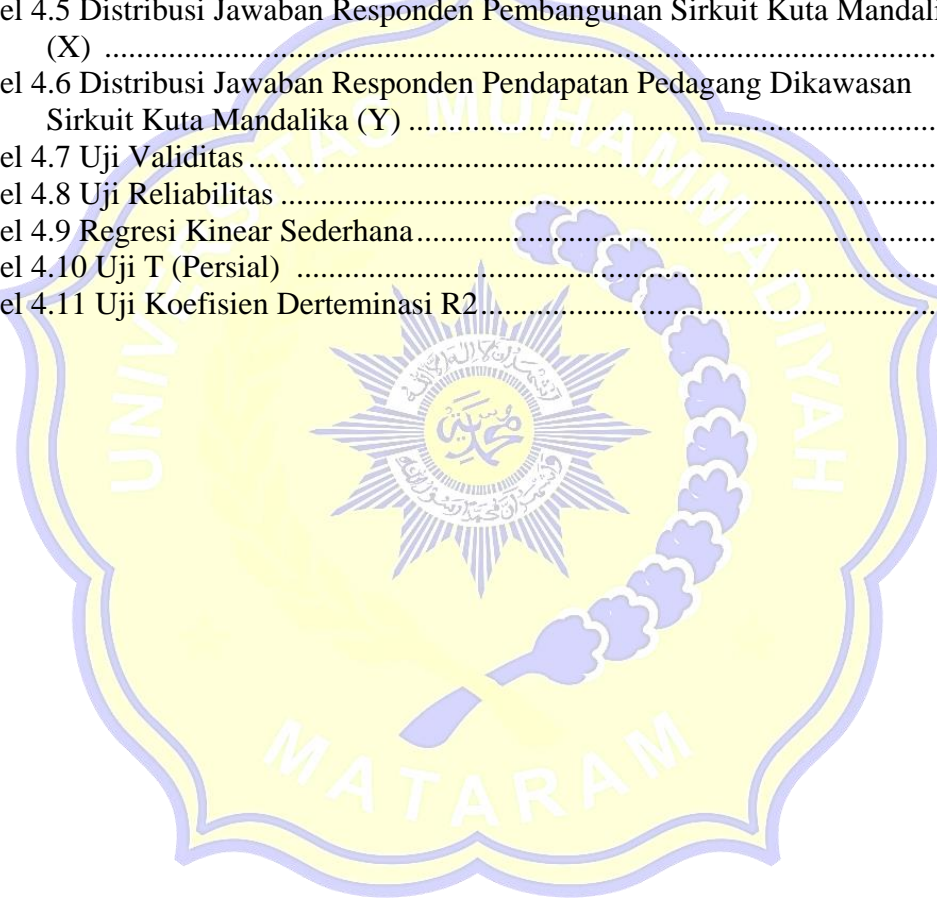 el 4.5 Distribusi Jawaban Responden Pembangunan Sirkuit Kuta Mandali
(X) ........................................................................................................
el 4.6 Distribusi Jawaban Responden Pendapatan Pedagang Dikawasan
Sirkuit Kuta Mandalika (Y) ..................................................................
el 4.7 Uji Validitas ......................................................................................
el 4.8 Uji Reliabilitas ..................................................................................
el 4.9 Regresi Kinear Sederhana .................................................................
el 4.10 Uji T (Persial) ................................................................................
el 4.11 Uji Koefisien Derteminasi R2 ..........................................................
UNIVERSITAS MUHAMMADIYAH
MATARAM